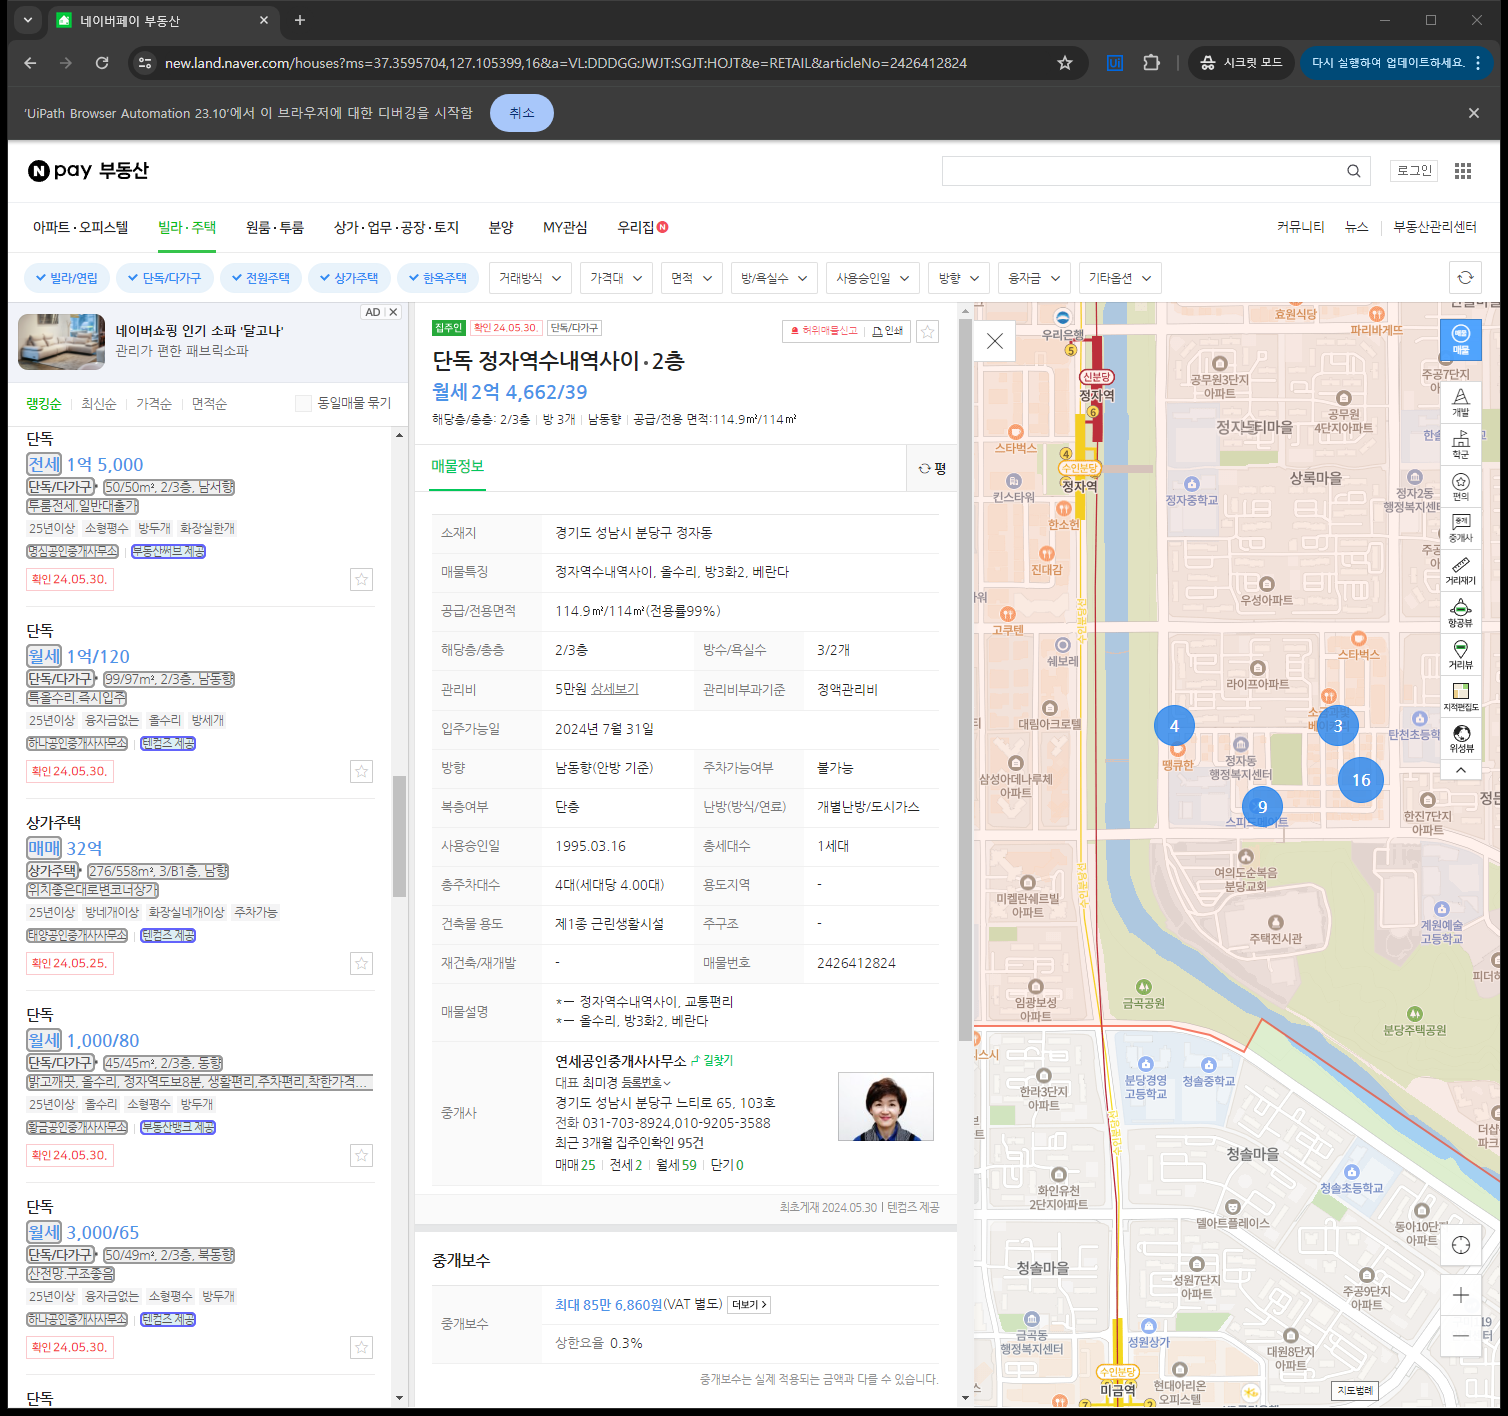 네이버페이 부동산
new.land.naver.com/houses?ms=37.3595704,127.105399,16&a=VL:DDDGG:JWJT:SGJT:HOJT&e=RETAIL&articleNo=2426412824
시크릿 모드
다시 실행하여 업데이트하세요.
'UiPath Browser Automation 23.10'에서 이 브라우저에 대한 디버깅을 시작함
취소
N pay 부동산
로그인
아파트·오피스텔 빌라·주택 원룸·투룸 상가·업무·공장·토지 분양 MY관심 우리집 N
커뮤니티 뉴스 부동산관리센터
빌라/연립 단독/다가구 전원주택 상가주택 한옥주택 거래방식 가격대 면적 방/욕실수 사용승인일 방향 융자금 기타옵션
AD
네이버쇼핑 인기 소파 '달고나'
관리가 편한 패브릭소파
랭킹순 최신순 가격순 면적순 동일매물 묶기
단독
전세 1억 5,000
단독/다가구 50/50m², 2/3층, 남서향
투룸전세,일반대출가
25년이상 소형평수 방두개 화장실한개
명심공인중개사무소 부동산써브 제공
확인 24.05.30.
단독
월세 1억/120
단독/다가구 99/97m², 2/3층, 남동향
특올수리.즉시입주
25년이상 융자금없는 올수리 방세개
하나공인중개사사무소 텐컴즈 제공
확인 24.05.30.
상가주택
매매 32억
상가주택 276/558m², 3/B1층, 남향
위치좋은대로변코너상가
25년이상 방네개이상 화장실네개이상 주차가능
태양공인중개사사무소 텐컴즈 제공
확인 24.05.25.
단독
월세 1,000/80
단독/다가구 45/45m², 2/3층, 동향
밝고깨끗, 올수리, 정자역도보8분, 생활편리,주차편리,착한가격...
25년이상 올수리 소형평수 방두개
황금공인중개사사무소 부동산뱅크 제공
확인 24.05.30.
단독
월세 3,000/65
단독/다가구 50/49m², 2/3층, 북동향
산전망.구조좋음
25년이상 융자금없는 소형평수 방두개
하나공인중개사사무소 텐컴즈 제공
확인 24.05.30.
단독
집주인 확인 24.05.30. 단독/다가구
허위매물신고 인쇄
단독 정자역수내역사이·2층
월세 2억 4,662/39
해당층/총층: 2/3층 방 3개 남동향 공급/전용 면적:114.9㎡/114㎡
매물정보
평
소재지 경기도 성남시 분당구 정자동
매물특징 정자역수내역사이, 올수리, 방3화2, 베란다
공급/전용면적 114.9㎡/114㎡(전용률99%)
해당층/총층 2/3층 방수/욕실수 3/2개
관리비 5만원 상세보기 관리비부과기준 정액관리비
입주가능일 2024년 7월 31일
방향 남동향(안방 기준) 주차가능여부 불가능
복층여부 단층 난방(방식/연료) 개별난방/도시가스
사용승인일 1995.03.16 총세대수 1세대
총주차대수 4대(세대당 4.00대) 용도지역 -
건축물 용도 제1종 근린생활시설 주구조 -
재건축/재개발 - 매물번호 2426412824
매물설명 *ㅡ 정자역수내역사이, 교통편리
*ㅡ 올수리, 방3화2, 베란다
중개사
연세공인중개사사무소 길찾기
대표 최미경 등록번호
경기도 성남시 분당구 느티로 65, 103호
전화 031-703-8924,010-9205-3588
최근 3개월 집주인확인 95건
매매 25 전세 2 월세 59 단기 0
최초게재 2024.05.30 | 텐컴즈 제공
중개보수
중개보수 최대 85만 6,860원(VAT 별도) 더보기
상한요율 0.3%
중개보수는 실제 적용되는 금액과 다를 수 있습니다.
우리은행
5
신분당
정자역
6
4
수인분당
정자역
스타벅스
킨스타워
한소헌
진대감
고쿠텐
쉐보레
대림아크로텔
삼성아데나루체
아파트
미켈란쉐르빌
아파트
임광보성
아파트
한라3단지
아파트
화인유천
2단지아파트
청솔마을
금곡동
행정복지센터
효원식당
파리바게뜨
공무원3단지
아파트
주공7단지
공무원
4단지아파트
상록마을
정자중학교
정자2동
행정복지센터
우성아파트
스타벅스
라이프아파트
탄천초등학
땡큐한
정자동
행정복지센터
4
3
16
9
한진7단지
아파트
여의도순복음
분당교회
주택전시관
계원예술
고등학교
금곡공원
분당주택공원
분당경영
고등학교
청솔중학교
청솔마을
청솔초등학교
델아트플레이스
동아10단지
아파트
성원7단지
아파트
주공9단지
아파트
성원상가
대원8단지
아파트
수인분당
미금역
현대아리온
오피스텔
매물
매물
개발
학군
편의
중개
중개사
거리재기
항공뷰
거리뷰
지적편집도
위성뷰
지도범례